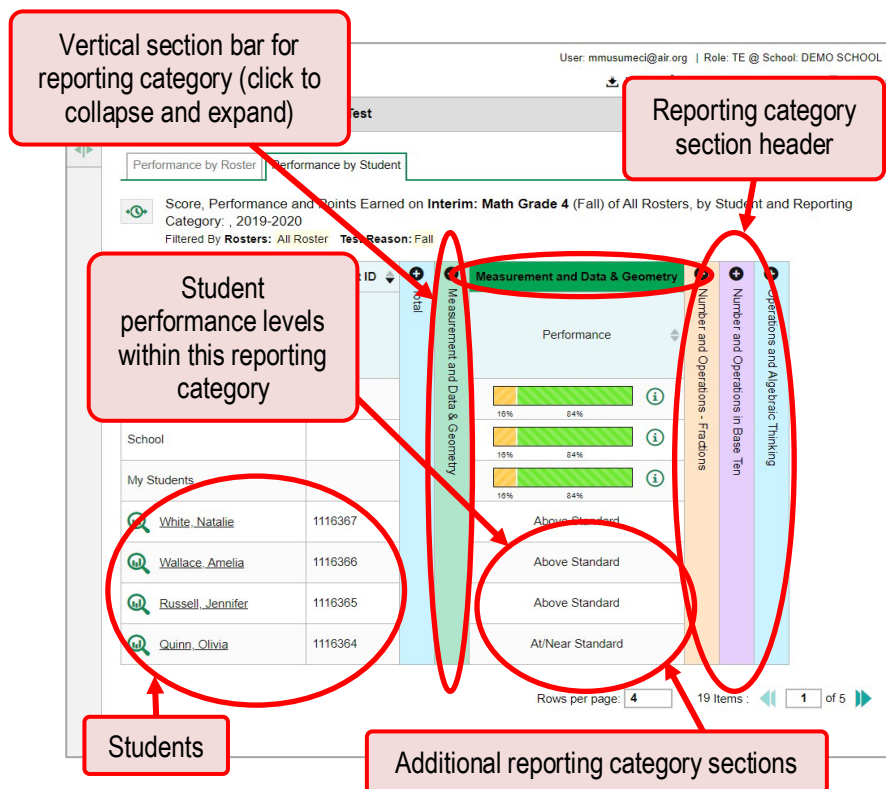 Vertical section bar for
reporting category (click to
collapse and expand)
User: mmusumeci@air.org | Role: TE @ School: DEMO SCHOOL
Reporting category
section header
Test
Performance by Roster
Performance by Student
Score, Performance and Points Earned on Interim: Math Grade 4 (Fall) of All Rosters, by Student and Reporting
Category: , 2019-2020
Filtered By Rosters: All Roster Test Reason: Fall
Student
performance levels
within this reporting
category
ID
Total
Measurement and Data & Geometry
Measurement and Data & Geometry
Performance
Number and Operations - Fractions
Number and Operations in Base Ten
Operations and Algebraic Thinking
16% 84%
School
16% 84%
My Students
16% 84%
White, Natalie 1116367 Above Standard
Wallace, Amelia 1116366 Above Standard
Russell, Jennifer 1116365 Above Standard
Quinn, Olivia 1116364 At/Near Standard
Rows per page: 4 19 Items : 1 of 5
Students
Additional reporting category sections